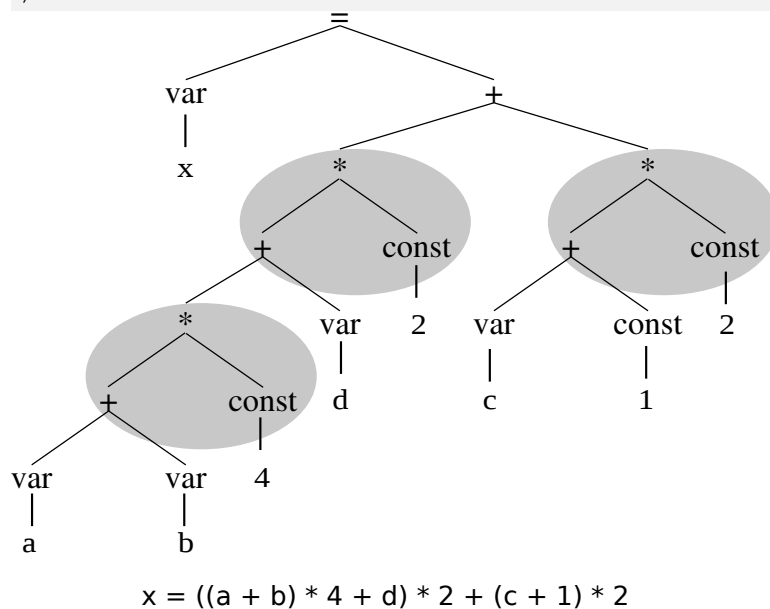 =
var +
x * *
+ const + const
* var 2 var const 2
+ const d c 1
var var 4
a b
x = ((a + b) * 4 + d) * 2 + (c + 1) * 2